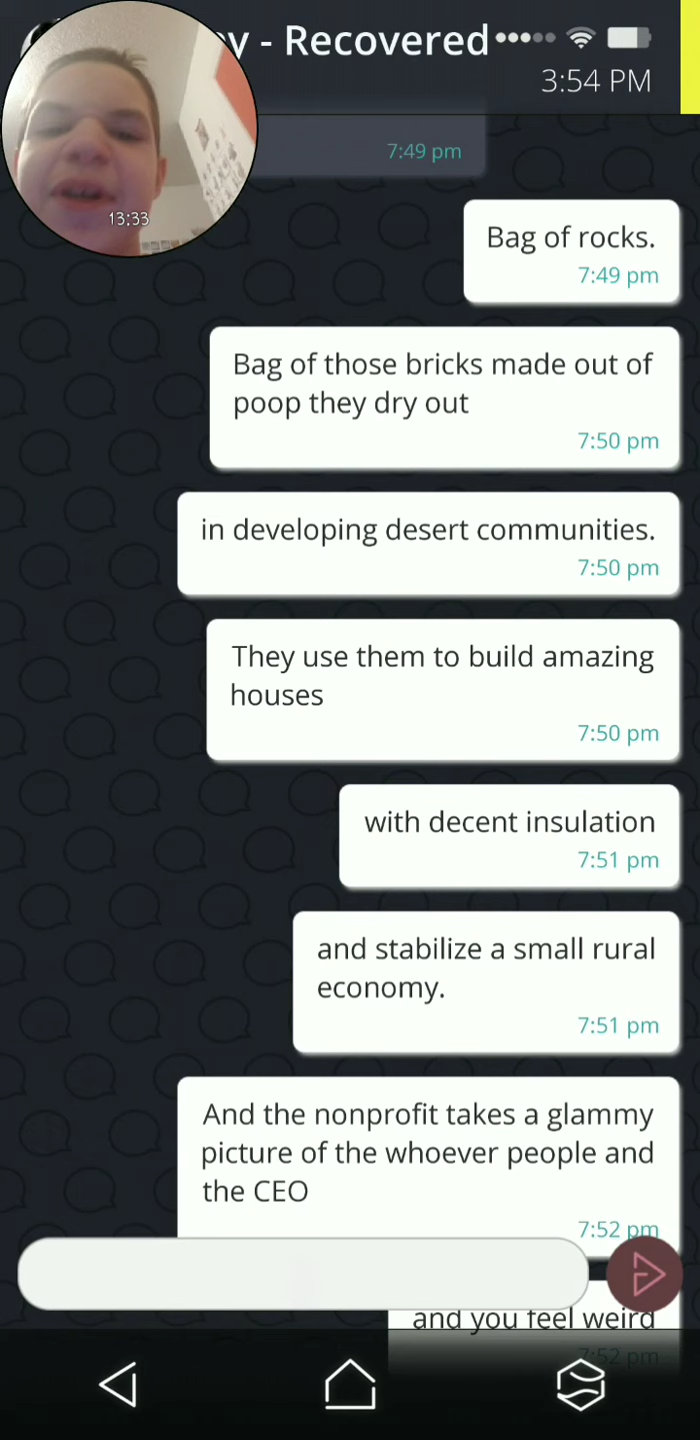 y - Recovered
3:54 PM
13:33
7:49 pm
Bag of rocks.
7:49 pm
Bag of those bricks made out of
poop they dry out
7:50 pm
in developing desert communities.
7:50 pm
They use them to build amazing
houses
7:50 pm
with decent insulation
7:51 pm
and stabilize a small rural
economy.
7:51 pm
And the nonprofit takes a glammy
picture of the whoever people and
the CEO
7:52 pm
and you feel weird
7:52 pm